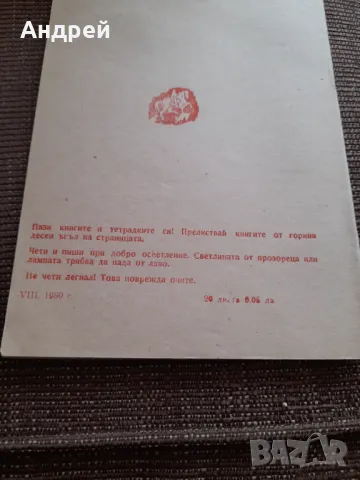 Андрей
Пази книгите и тетрадките си! Прелиствай книгите от горния
десен ъгъл на страницата.
Чети и пиши при добро осветление. Светлината от прозореца или
лампата трябва да пада от ляво.
Не чети легнал! Това поврежда очите.
VIII. 1960 г.
20 л. 0.05 лв.
BAZAR